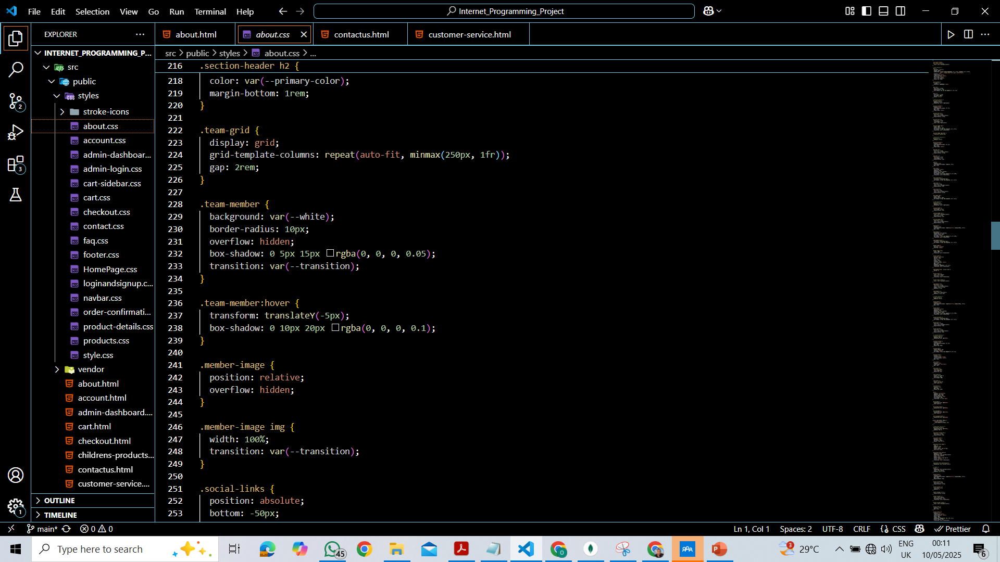 File Edit Selection View Go Run Terminal Help
Internet_Programming_Project
EXPLORER
about.html
about.css
contactus.html
customer-service.html
src > public > styles > about.css > ...
INTERNET_PROGRAMMING_P...
src
public
styles
stroke-icons
about.css
account.css
admin-dashboar...
admin-login.css
cart-sidebar.css
cart.css
checkout.css
contact.css
faq.css
footer.css
HomePage.css
loginandsignup.c...
navbar.css
order-confirmati...
product-details.css
products.css
style.css
vendor
about.html
account.html
admin-dashboard....
cart.html
checkout.html
childrens-products...
contactus.html
customer-service....
OUTLINE
TIMELINE
2
3
1
216 .section-header h2 {
218 color: var(--primary-color);
219 margin-bottom: 1rem;
220 }
221
222 .team-grid {
223 display: grid;
224 grid-template-columns: repeat(auto-fit, minmax(250px, 1fr));
225 gap: 2rem;
226 }
227
228 .team-member {
229 background: var(--white);
230 border-radius: 10px;
231 overflow: hidden;
232 box-shadow: 0 5px 15px rgba(0, 0, 0, 0.05);
233 transition: var(--transition);
234 }
235
236 .team-member:hover {
237 transform: translateY(-5px);
238 box-shadow: 0 10px 20px rgba(0, 0, 0, 0.1);
239 }
240
241 .member-image {
242 position: relative;
243 overflow: hidden;
244 }
245
246 .member-image img {
247 width: 100%;
248 transition: var(--transition);
249 }
250
251 .social-links {
252 position: absolute;
253 bottom: -50px;
main* 0 0
Ln 1, Col 1 Spaces: 2 UTF-8 CRLF {} CSS Prettier
Type here to search
45
3
29°C
ENG
UK
00:11
10/05/2025
6